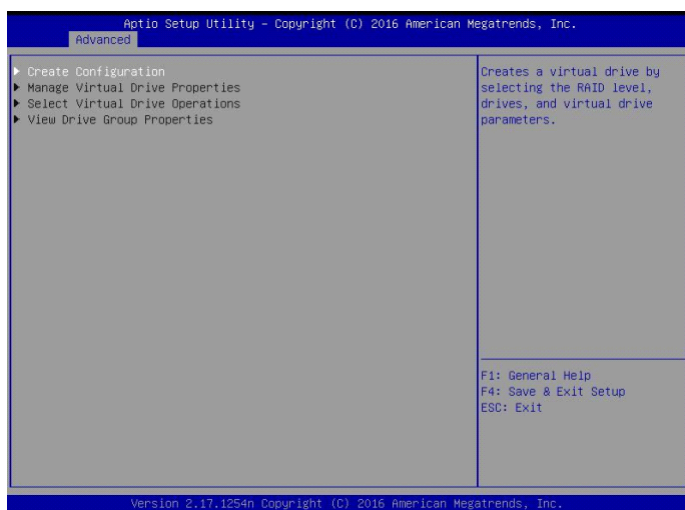 Aptio Setup Utility – Copyright (C) 2016 American Megatrends, Inc.
Advanced
Create Configuration
Manage Virtual Drive Properties
Select Virtual Drive Operations
View Drive Group Properties
Creates a virtual drive by
selecting the RAID level,
drives, and virtual drive
parameters.
F1: General Help
F4: Save & Exit Setup
ESC: Exit
Version 2.17.1254n Copyright (C) 2016 American Megatrends, Inc.